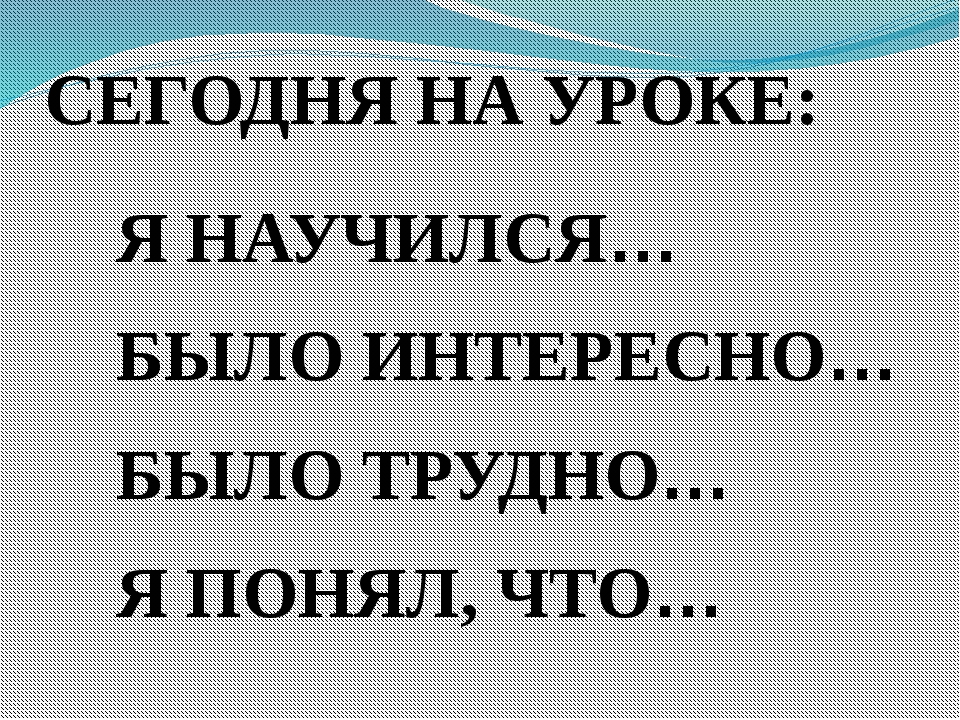 СЕГОДНЯ НА УРОКЕ:
Я НАУЧИЛСЯ…
БЫЛО ИНТЕРЕСНО…
БЫЛО ТРУДНО…
Я ПОНЯЛ, ЧТО…